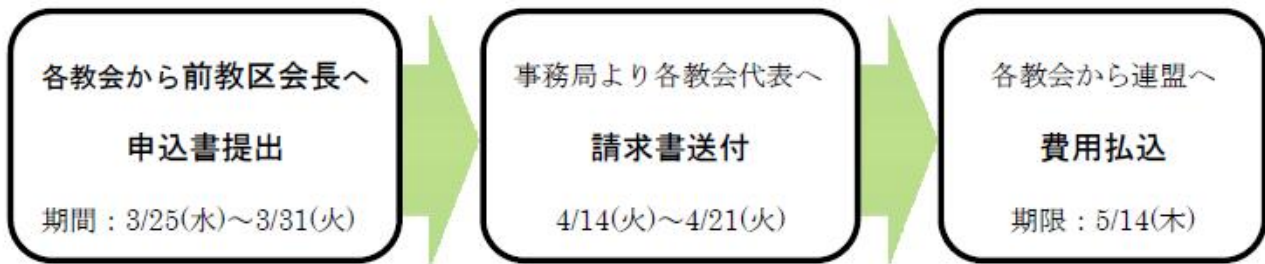 各教会から前教区会長へ
申込書提出
期間：3/25(水)～3/31(火)
事務局より各教会代表へ
請求書送付
4/14(火)～4/21(火)
各教会から連盟へ
費用払込
期限：5/14(木)